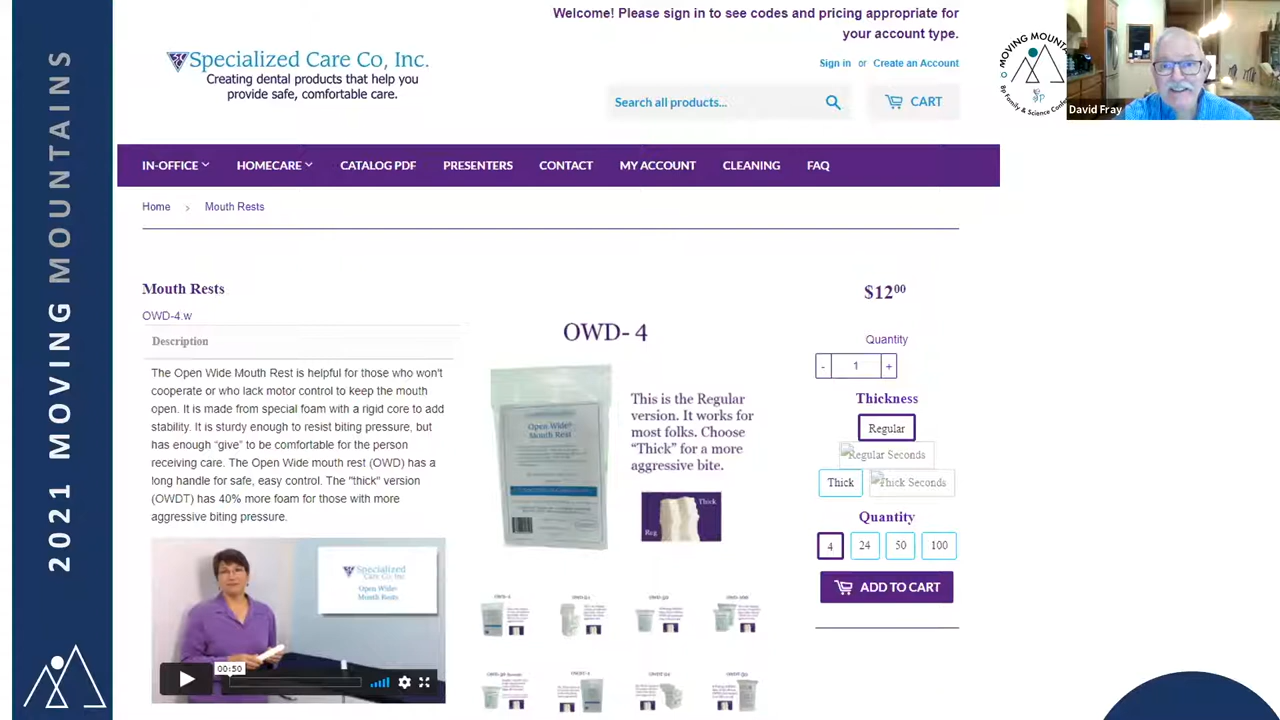 2021 MOVING MOUNTAINS
Welcome! Please sign in to see codes and pricing appropriate for
your account type.
Sign in or Create an Account
Specialized Care Co, Inc.
Creating dental products that help you
provide safe, comfortable care.
Search all products...
CART
MOVING MOUNTAINS
8p Family & Science
David Fray
IN-OFFICE HOMECARE CATALOG PDF PRESENTERS CONTACT MY ACCOUNT CLEANING FAQ
Home › Mouth Rests
Mouth Rests
OWD-4.w
Description
The Open Wide Mouth Rest is helpful for those who won't
cooperate or who lack motor control to keep the mouth
open. It is made from special foam with a rigid core to add
stability. It is sturdy enough to resist biting pressure, but
has enough “give” to be comfortable for the person
receiving care. The Open Wide mouth rest (OWD) has a
long handle for safe, easy control. The "thick" version
(OWDT) has 40% more foam for those with more
aggressive biting pressure.
Specialized
Care Co, Inc
Open Wide®
Mouth Rests
00:50
OWD- 4
Open Wide®
Mouth Rest
This is the Regular
version. It works for
most folks. Choose
“Thick” for a more
aggressive bite.
Thick
Reg
$12.00
Quantity
- 1 +
Thickness
Regular
Regular Seconds
Thick
Thick Seconds
Quantity
4 24 50 100
ADD TO CART